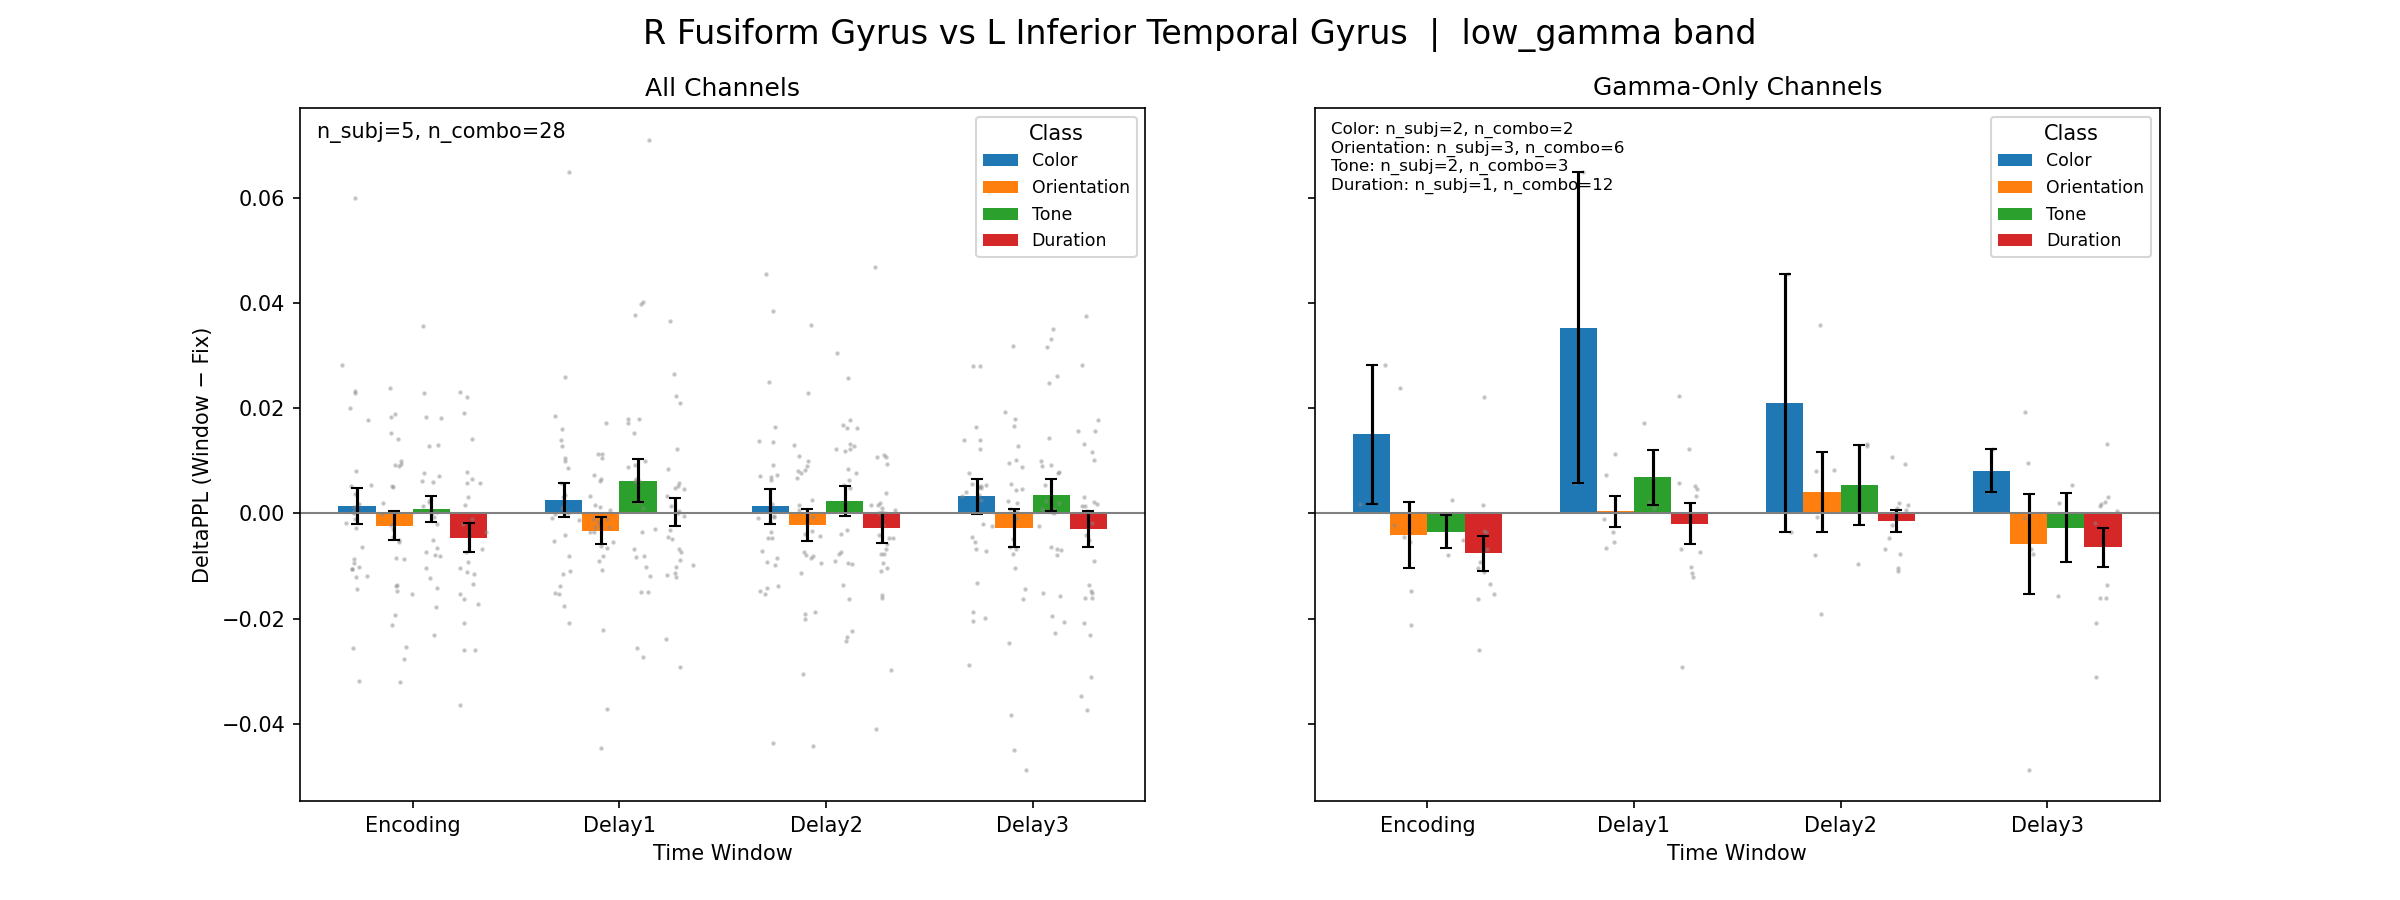 R Fusiform Gyrus vs L Inferior Temporal Gyrus | low_gamma band
All Channels
n_subj=5, n_combo=28
Class
Color
Orientation
Tone
Duration
0.06
0.04
0.02
0.00
−0.02
−0.04
DeltaPPL (Window − Fix)
Encoding
Delay1
Delay2
Delay3
Time Window
Gamma-Only Channels
Color: n_subj=2, n_combo=2
Orientation: n_subj=3, n_combo=6
Tone: n_subj=2, n_combo=3
Duration: n_subj=1, n_combo=12
Class
Color
Orientation
Tone
Duration
Encoding
Delay1
Delay2
Delay3
Time Window